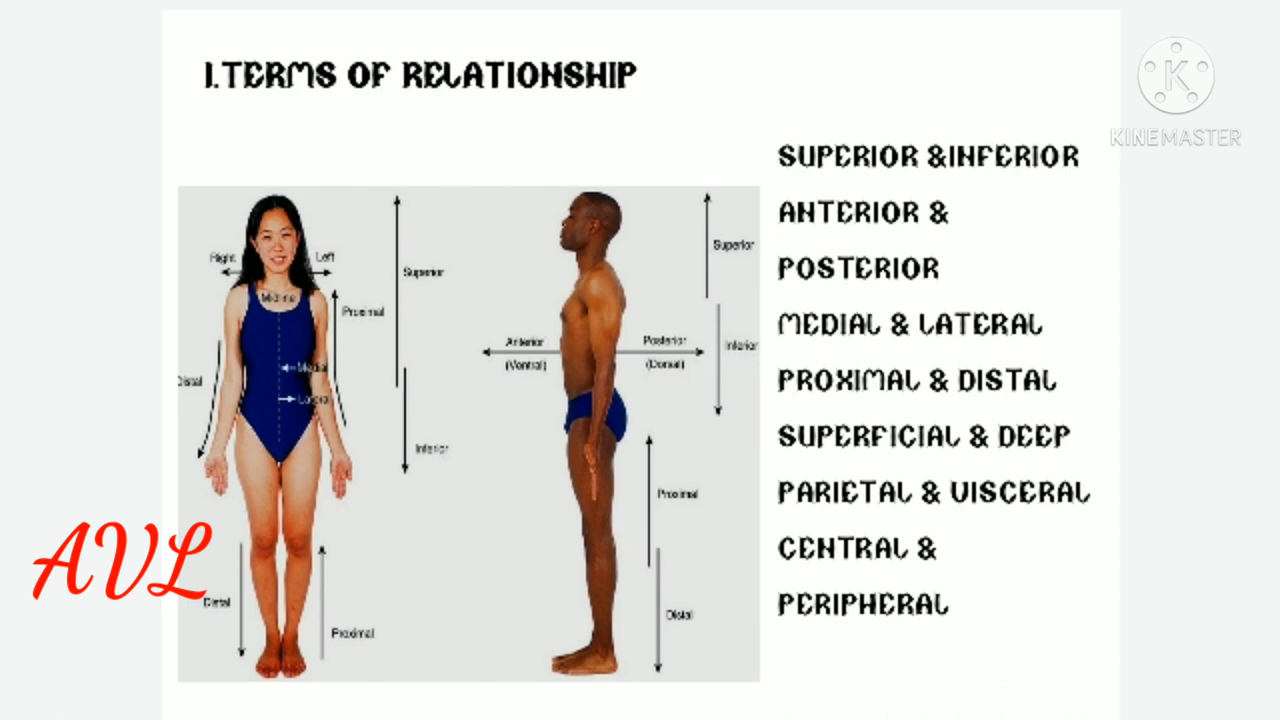 1.TERMS OF RELATIONSHIP
KINEMASTER
SUPERIOR &INFERIOR
ANTERIOR &
POSTERIOR
MEDIAL & LATERAL
PROXIMAL & DISTAL
SUPERFICIAL & DEEP
PARIETAL & VISCERAL
CENTRAL &
PERIPHERAL
Right
Left
Midline
Superior
Proximal
Medial
Distal
Lateral
Inferior
Distal
Proximal
Superior
Anterior
(Ventral)
Posterior
(Dorsal)
Inferior
Proximal
Distal
AVL